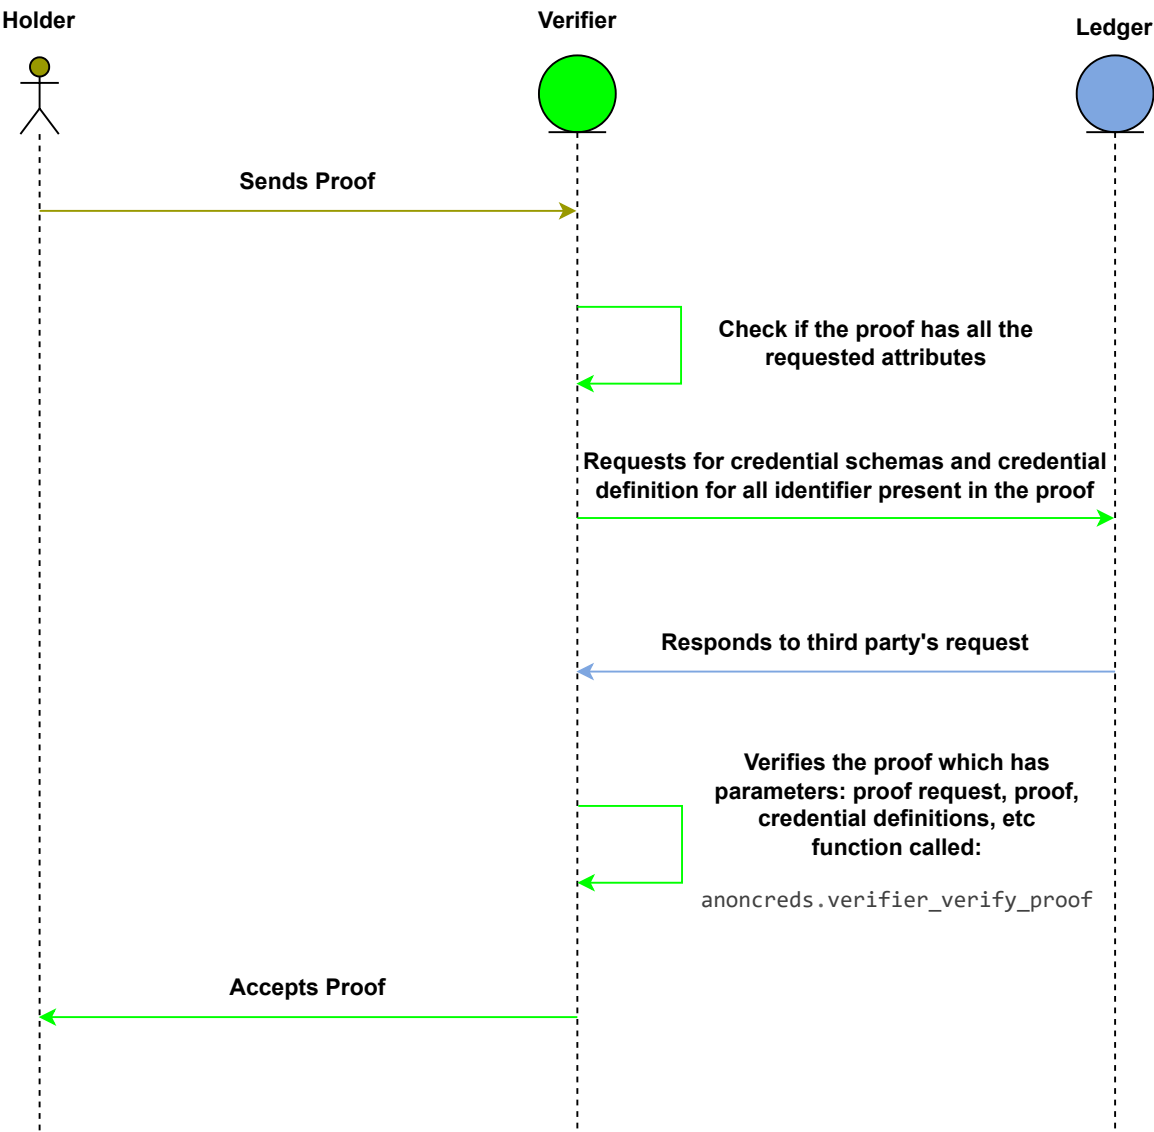 Holder
Verifier
Ledger
Sends Proof
Check if the proof has all the
requested attributes
Requests for credential schemas and credential
definition for all identifier present in the proof
Responds to third party's request
Verifies the proof which has
parameters: proof request, proof,
credential definitions, etc
function called:
anoncreds.verifier_verify_proof
Accepts Proof